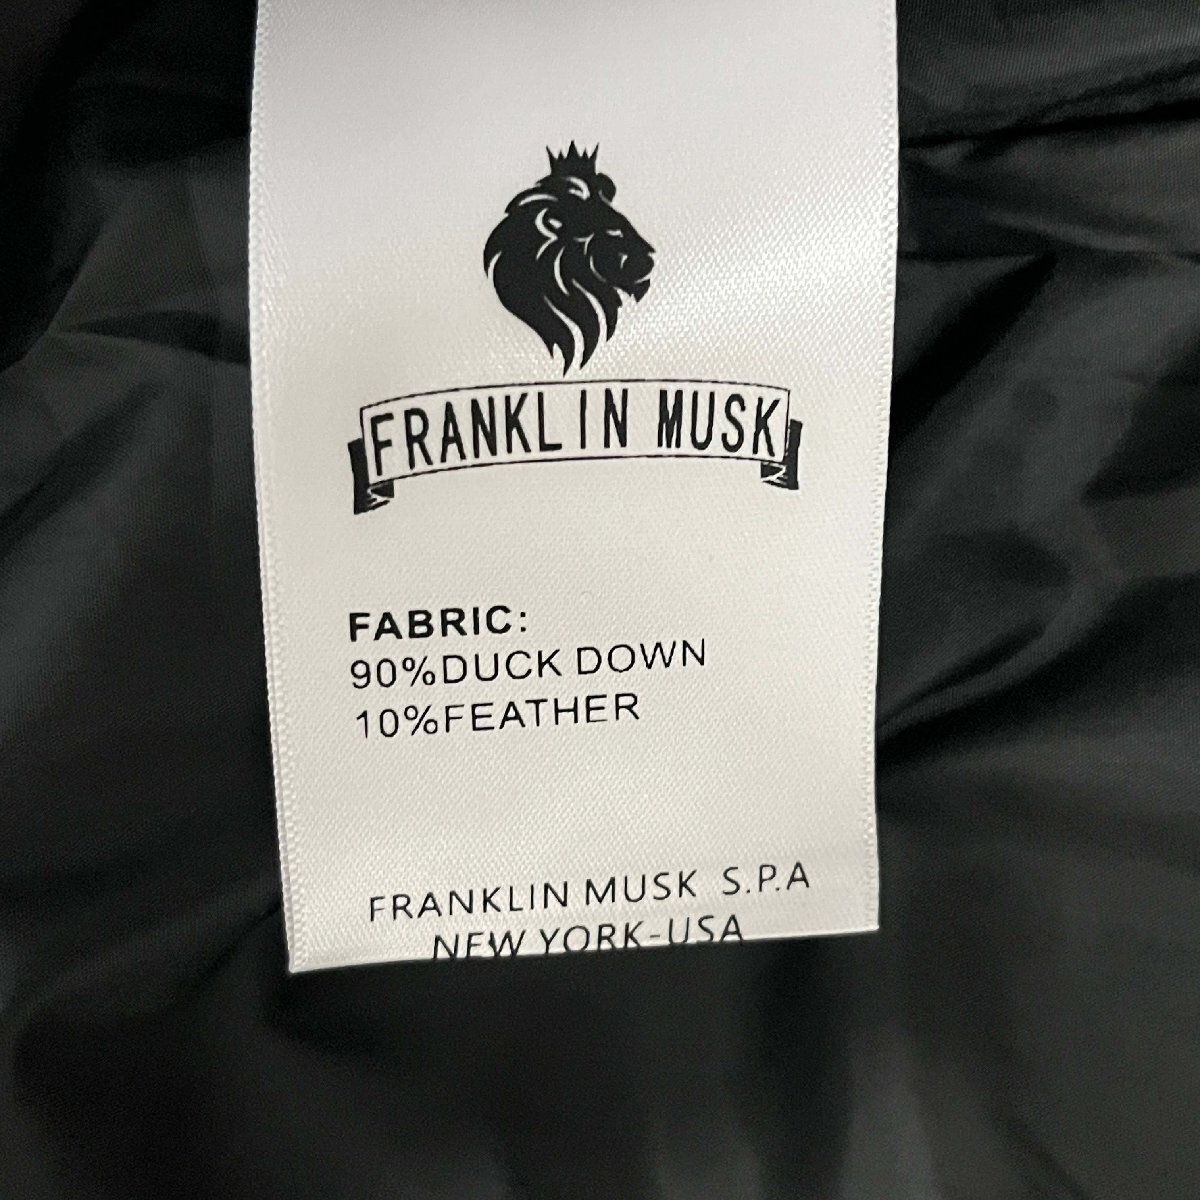 FRANKLIN MUSK
FABRIC:
90%DUCK DOWN
10%FEATHER
FRANKLIN MUSK S.P.A
NEW YORK-USA